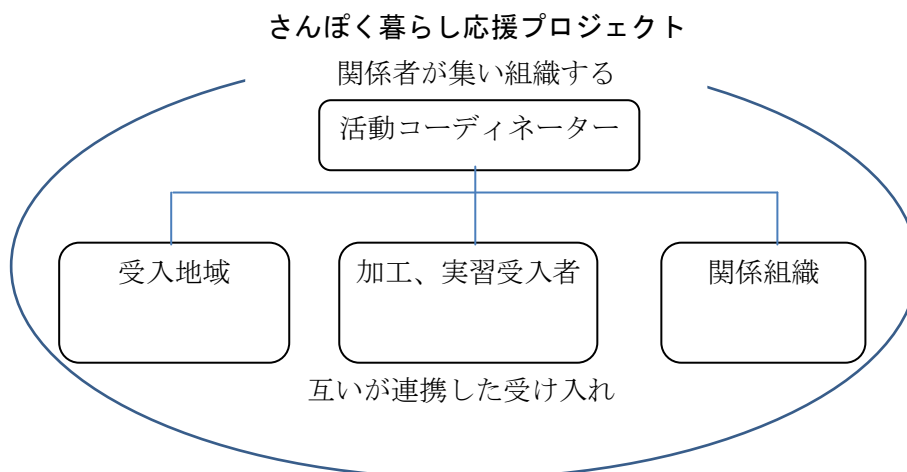 さんぽく暮らし応援プロジェクト
関係者が集い組織する
活動コーディネーター
受入地域
加工、実習受入者
関係組織
互いが連携した受け入れ